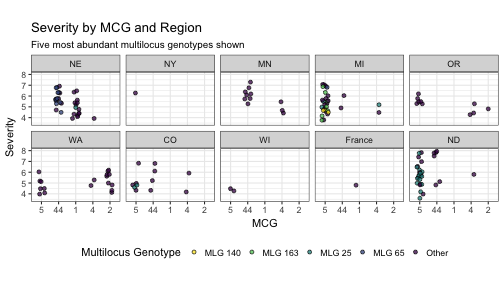 Severity by MCG and Region
Five most abundant multilocus genotypes shown
NE NY MN MI OR
8
7
6
5
4
WA CO WI France ND
8
7
6
5
4
Severity
5 44 1 4 2 5 44 1 4 2 5 44 1 4 2 5 44 1 4 2 5 44 1 4 2
MCG
Multilocus Genotype MLG 140 MLG 163 MLG 25 MLG 65 Other